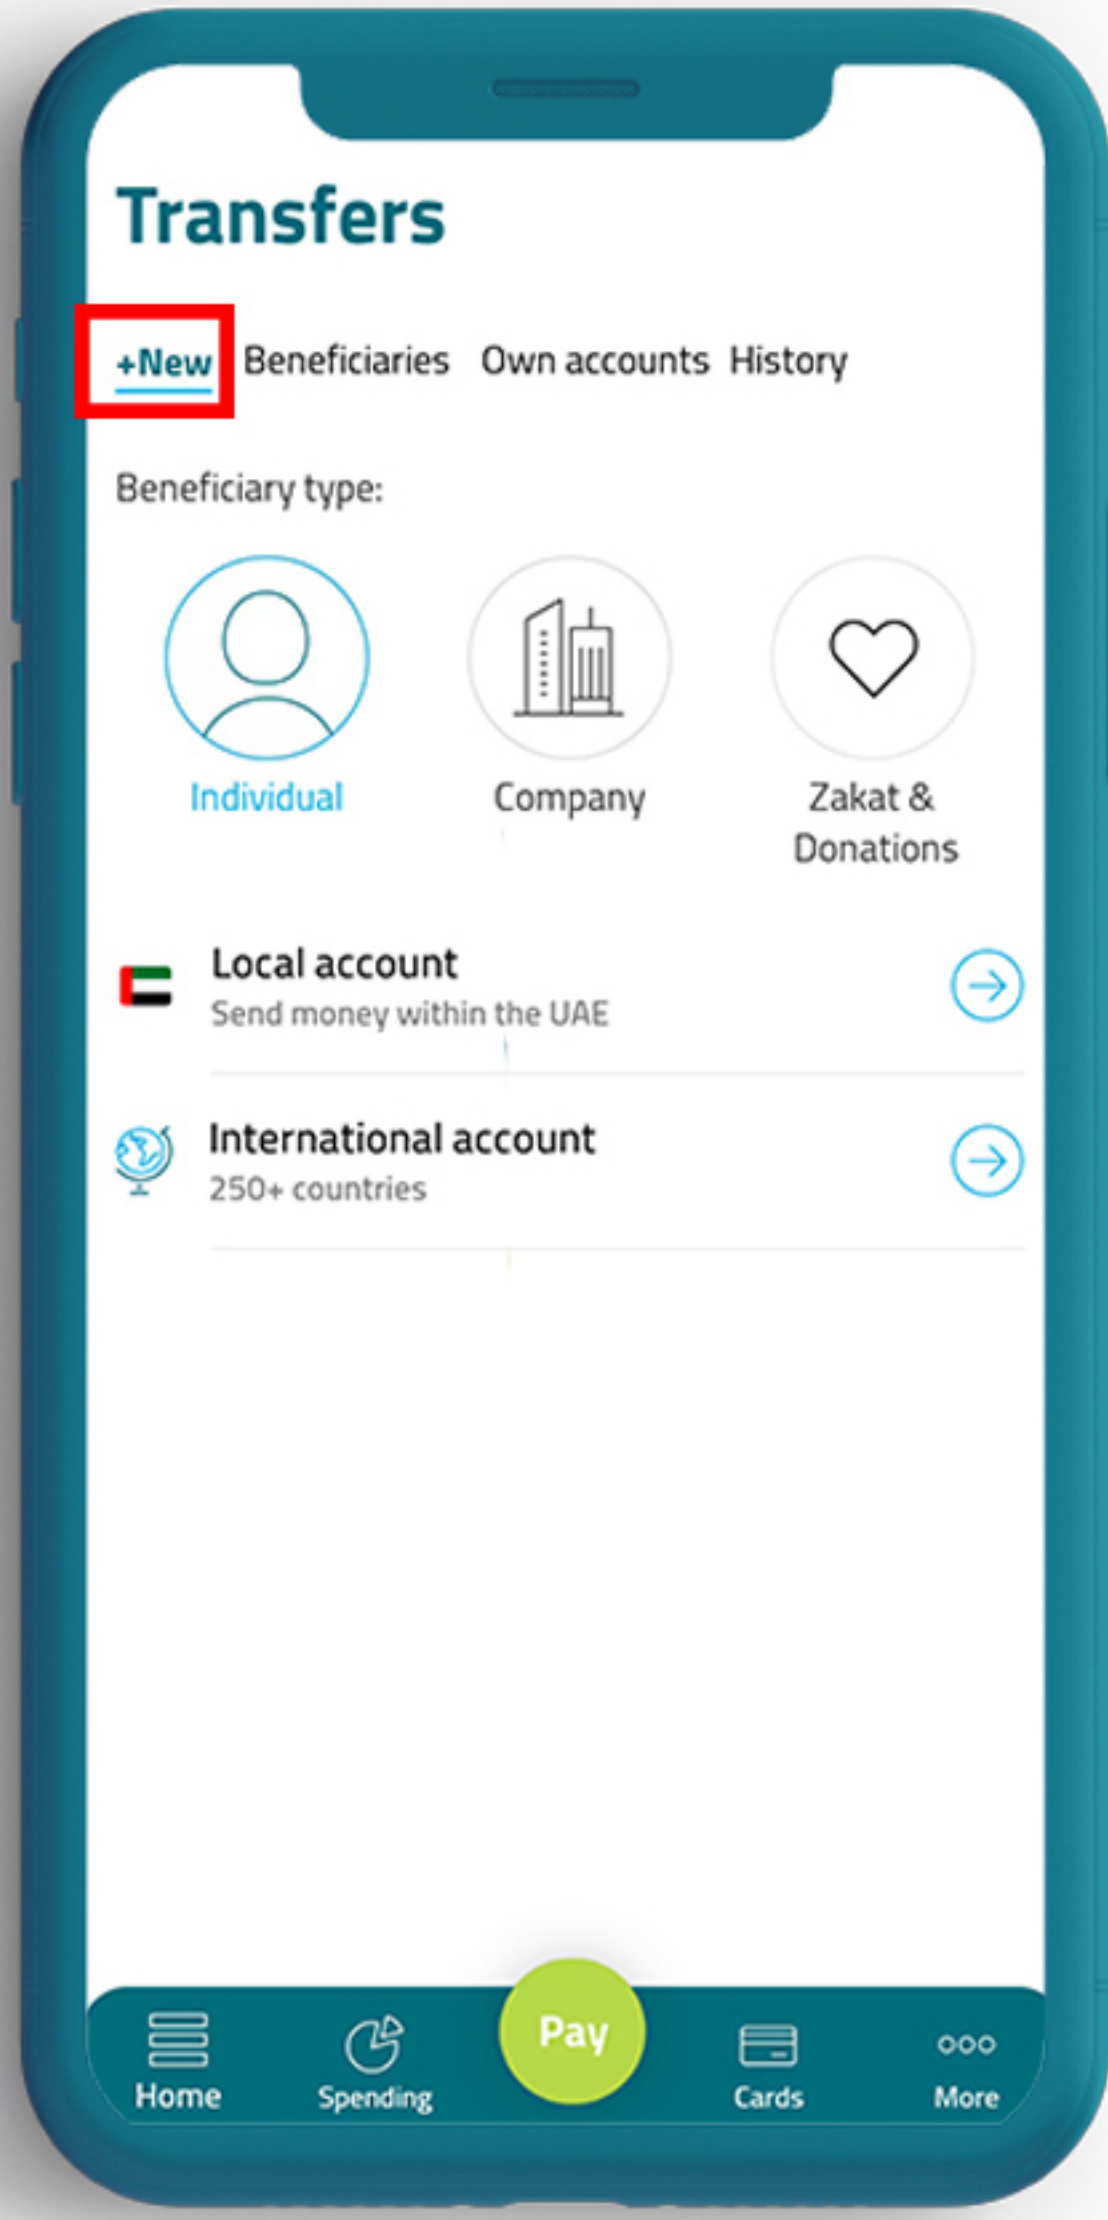 Transfers
+New Beneficiaries Own accounts History
Beneficiary type:
Individual Company Zakat &
Donations
Local account
Send money within the UAE
International account
250+ countries
Pay
Home Spending Cards More